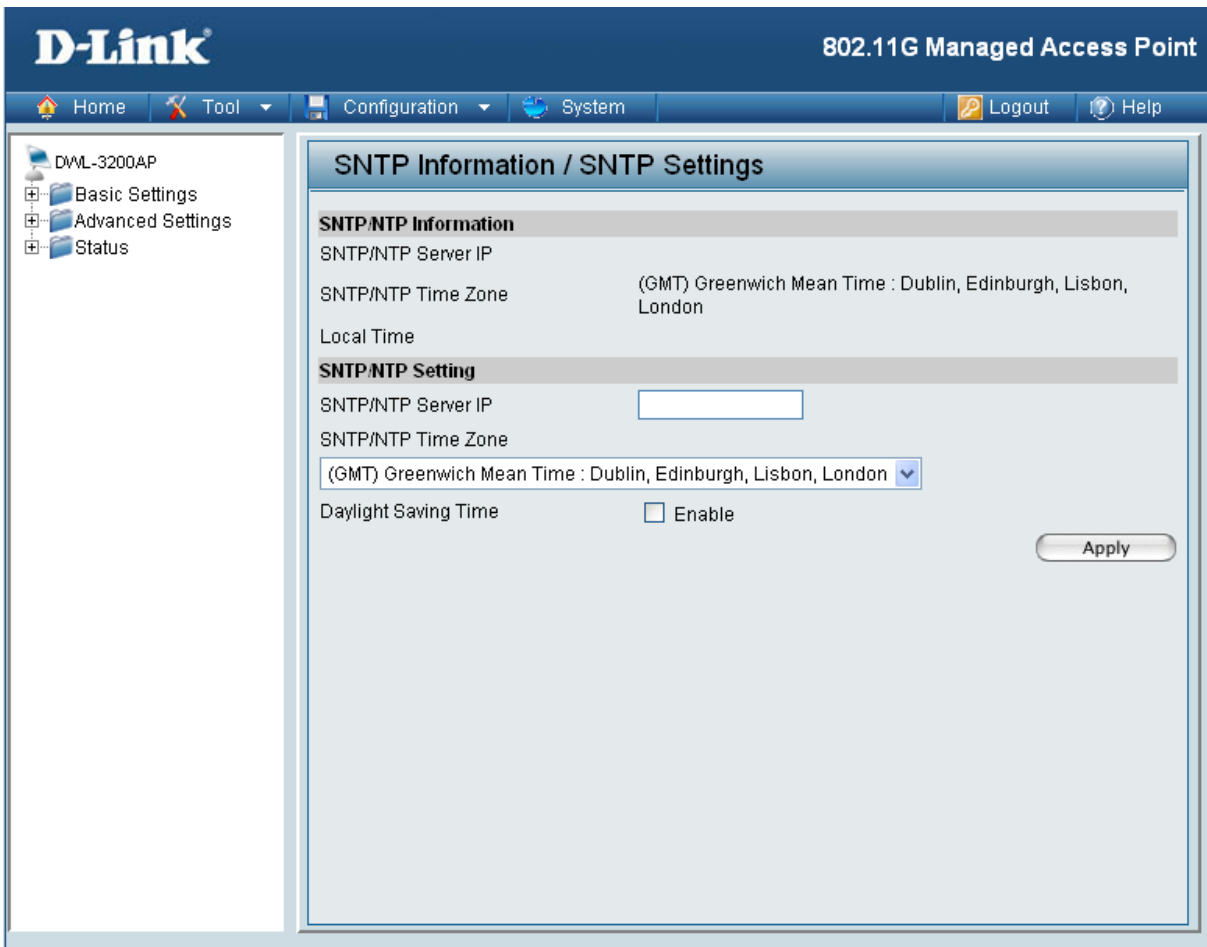 D-Link
802.11G Managed Access Point
Home
Tool
Configuration
System
Logout
Help
DWL-3200AP
Basic Settings
Advanced Settings
Status
SNTP Information / SNTP Settings
SNTP/NTP Information
SNTP/NTP Server IP
SNTP/NTP Time Zone
(GMT) Greenwich Mean Time : Dublin, Edinburgh, Lisbon,
London
Local Time
SNTP/NTP Setting
SNTP/NTP Server IP
SNTP/NTP Time Zone
(GMT) Greenwich Mean Time : Dublin, Edinburgh, Lisbon, London
Daylight Saving Time
Enable
Apply